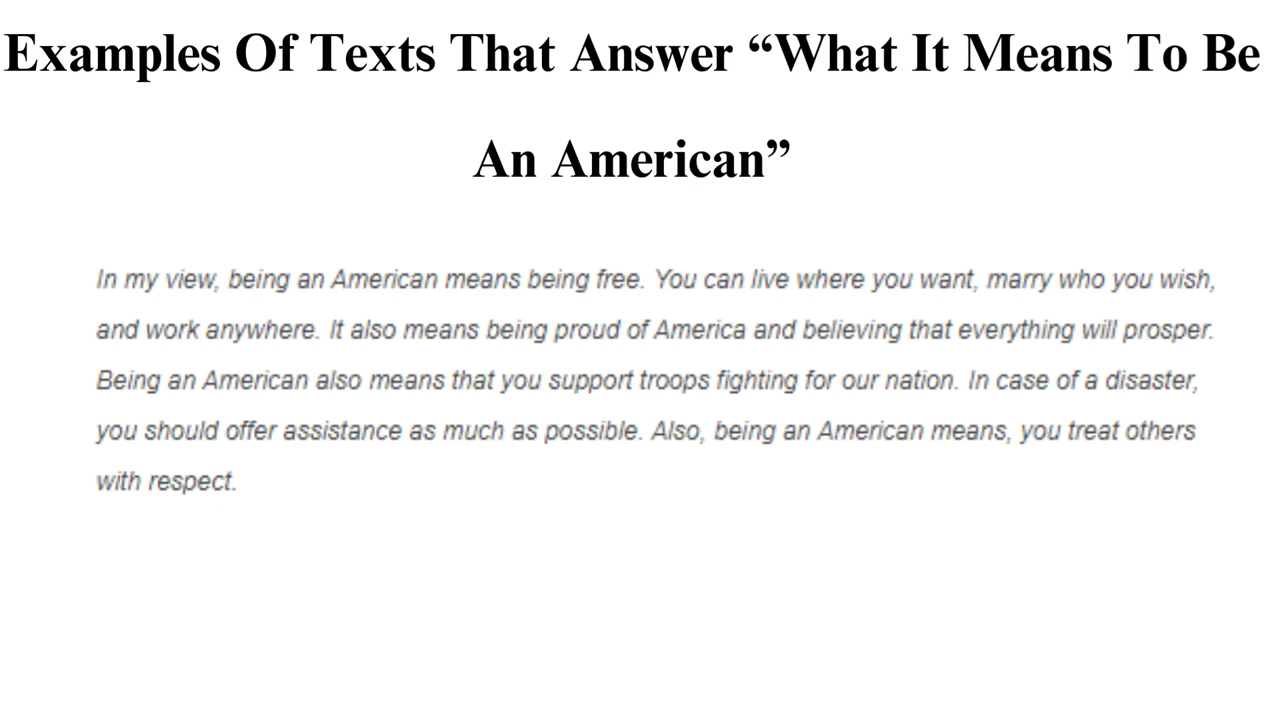 Examples Of Texts That Answer “What It Means To Be
An American”
In my view, being an American means being free. You can live where you want, marry who you wish,
and work anywhere. It also means being proud of America and believing that everything will prosper.
Being an American also means that you support troops fighting for our nation. In case of a disaster,
you should offer assistance as much as possible. Also, being an American means, you treat others
with respect.